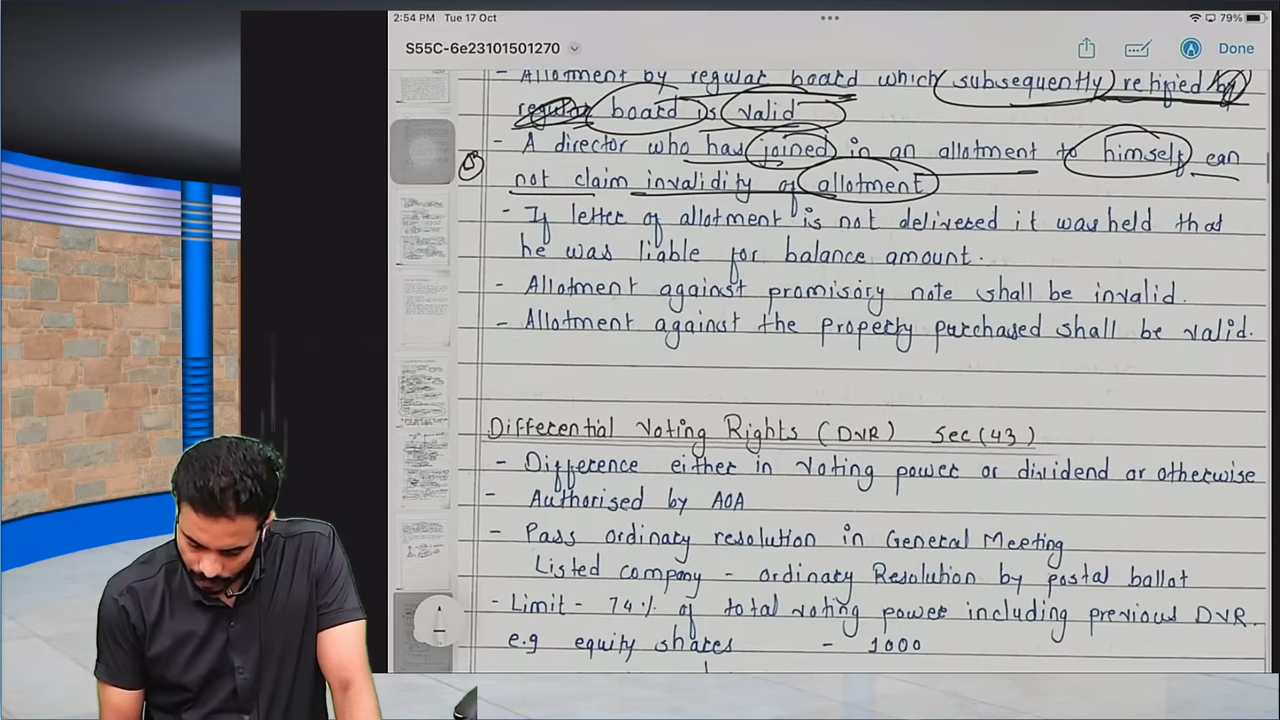 2:54 PM Tue 17 Oct
79%
S55C-6e23101501270
Done
- Allotment by regular board which subsequently retified by
regular board is valid
- A director who has joined in an allotment to himself can
not claim invalidity of allotment
- If letter of allotment is not delivered it was held that
he was liable for balance amount.
- Allotment against promisory note shall be invalid.
- Allotment against the property purchased shall be valid.
Differential Voting Rights (DVR) Sec(43)
- Difference either in voting power or dividend or otherwise
- Authorised by AOA
- Pass ordinary resolution in General Meeting
Listed company - ordinary Resolution by postal ballot
- Limit - 74% of total voting power including previous DVR.
e.g equity shares - 1000